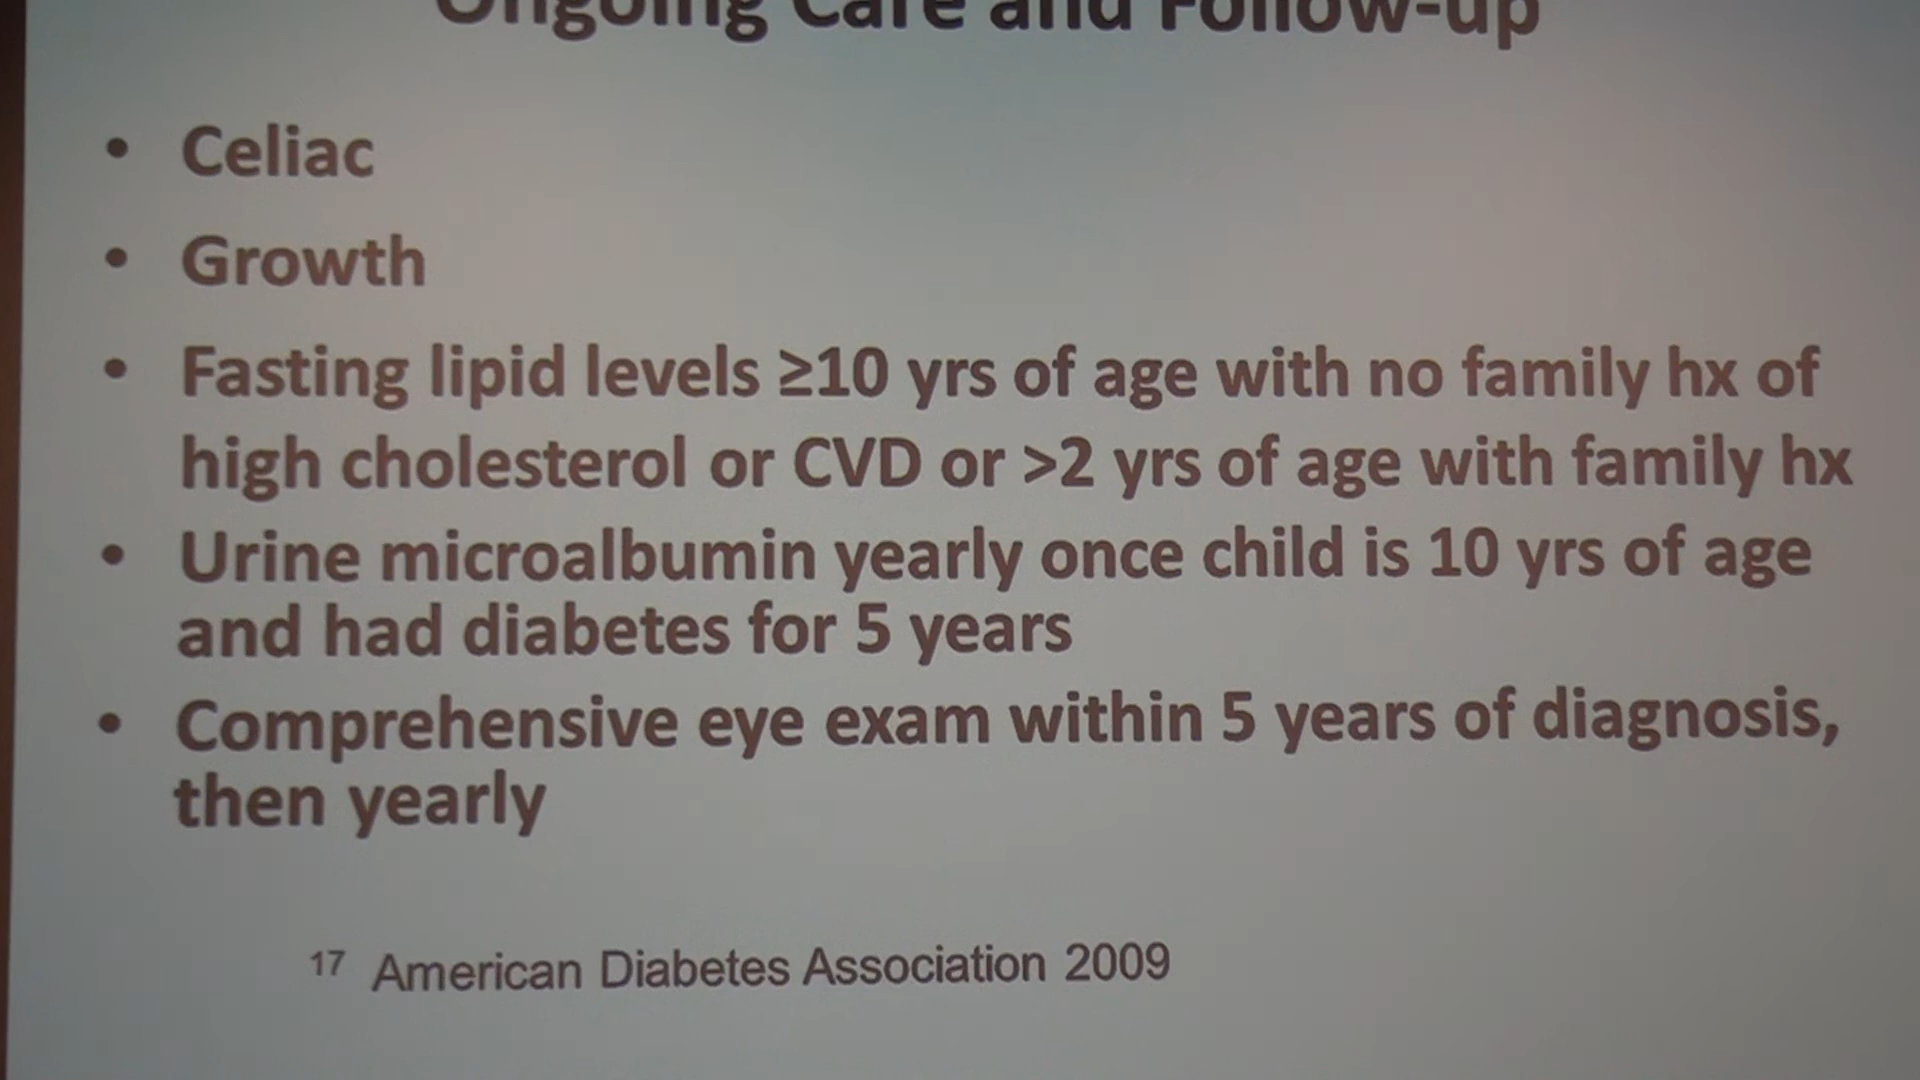 Ongoing Care and Follow-up
• Celiac
• Growth
• Fasting lipid levels ≥10 yrs of age with no family hx of
high cholesterol or CVD or >2 yrs of age with family hx
• Urine microalbumin yearly once child is 10 yrs of age
and had diabetes for 5 years
• Comprehensive eye exam within 5 years of diagnosis,
then yearly
17 American Diabetes Association 2009